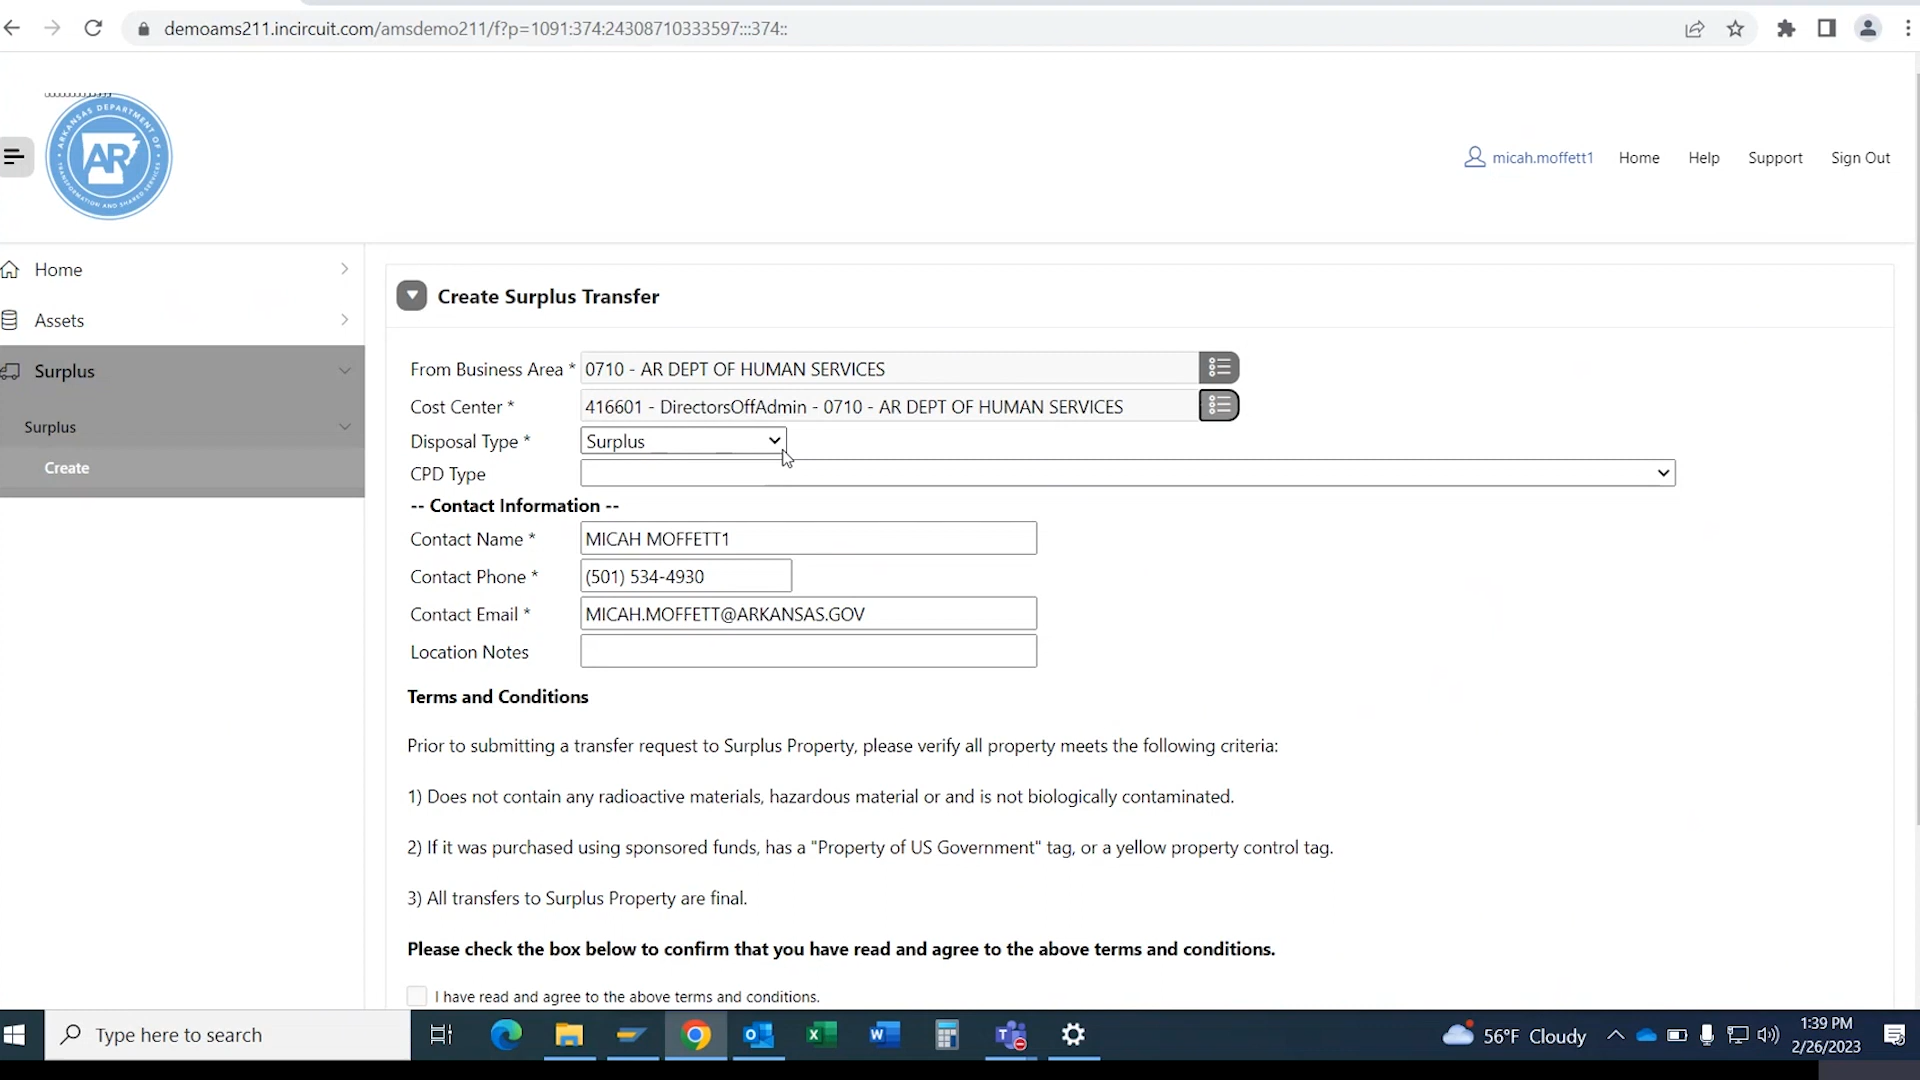 demoams211.incircuit.com/amsdemo211/f?p=1091:374:24308710333597:::374::
ARKANSAS DEPARTMENT OF
AR
TRANSFORMATION AND SHARED SERVICES
micah.moffett1 Home Help Support Sign Out
Home
Assets
Surplus
Surplus
Create
Create Surplus Transfer
From Business Area * 0710 - AR DEPT OF HUMAN SERVICES
Cost Center * 416601 - DirectorsOffAdmin - 0710 - AR DEPT OF HUMAN SERVICES
Disposal Type * Surplus
CPD Type
-- Contact Information --
Contact Name * MICAH MOFFETT1
Contact Phone * (501) 534-4930
Contact Email * MICAH.MOFFETT@ARKANSAS.GOV
Location Notes
Terms and Conditions
Prior to submitting a transfer request to Surplus Property, please verify all property meets the following criteria:
1) Does not contain any radioactive materials, hazardous material or and is not biologically contaminated.
2) If it was purchased using sponsored funds, has a "Property of US Government" tag, or a yellow property control tag.
3) All transfers to Surplus Property are final.
Please check the box below to confirm that you have read and agree to the above terms and conditions.
I have read and agree to the above terms and conditions.
Type here to search
56°F Cloudy
1:39 PM
2/26/2023